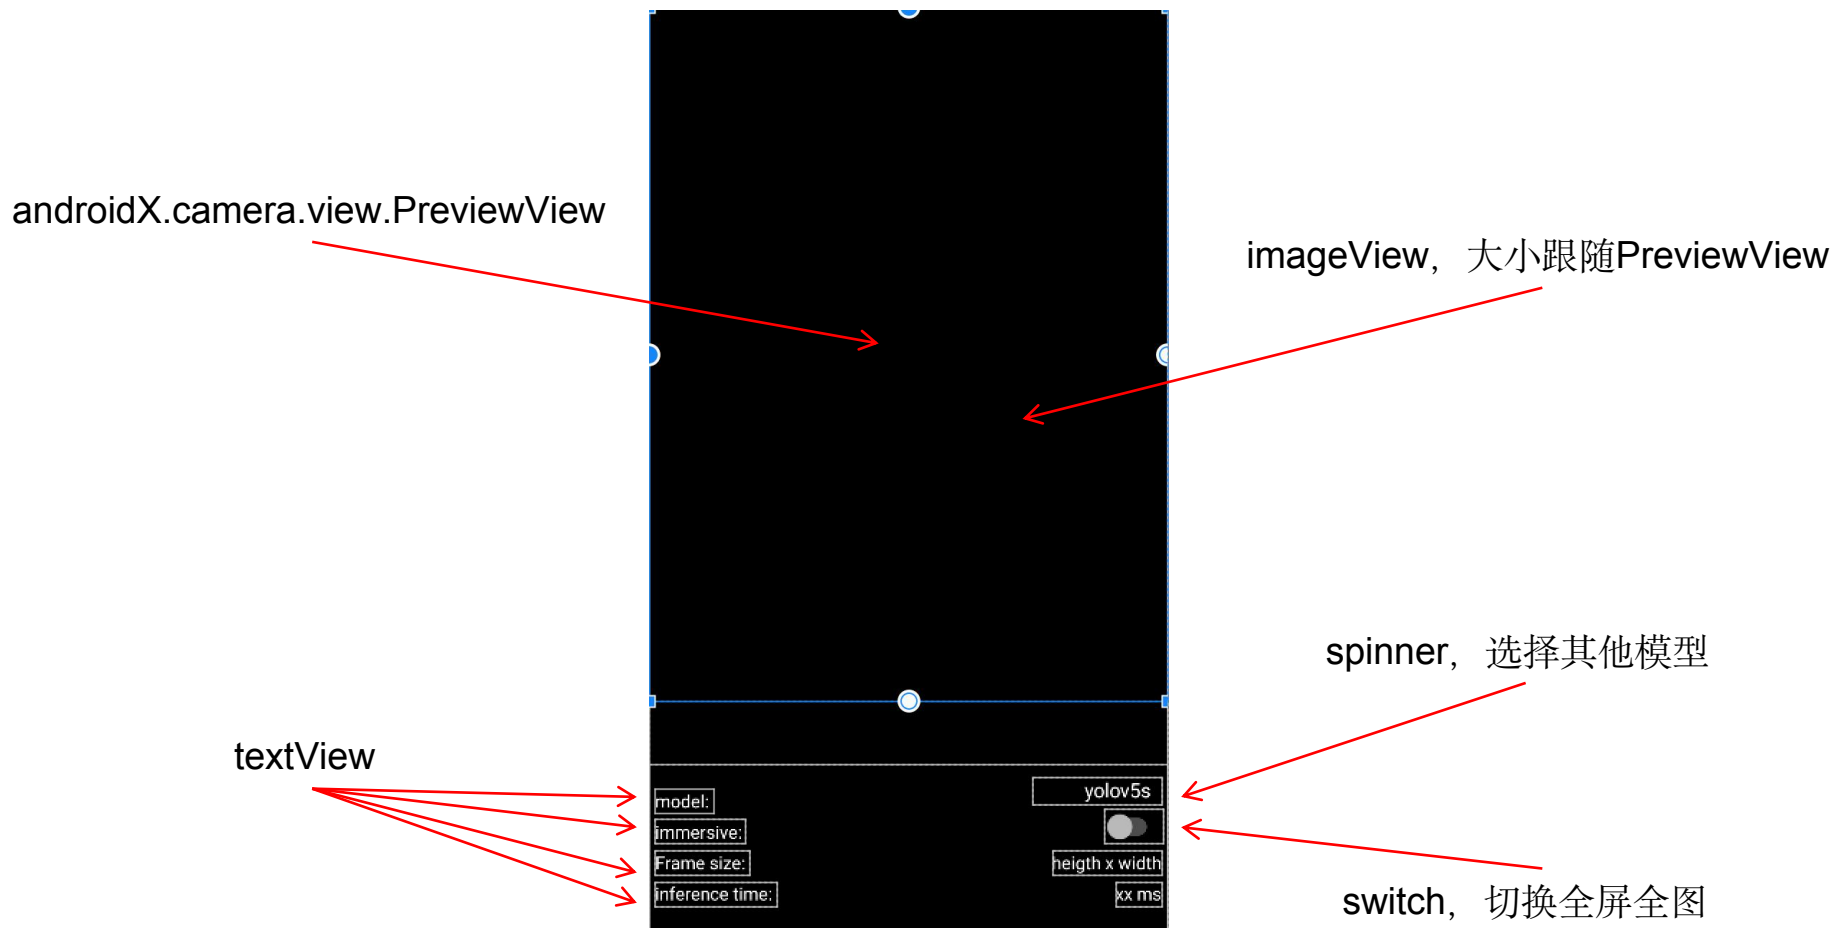 androidX.camera.view.PreviewView
imageView，大小跟随PreviewView
spinner，选择其他模型
textView
model:
yolov5s
immersive:
Frame size:
heigth x width
inference time:
xx ms
switch，切换全屏全图